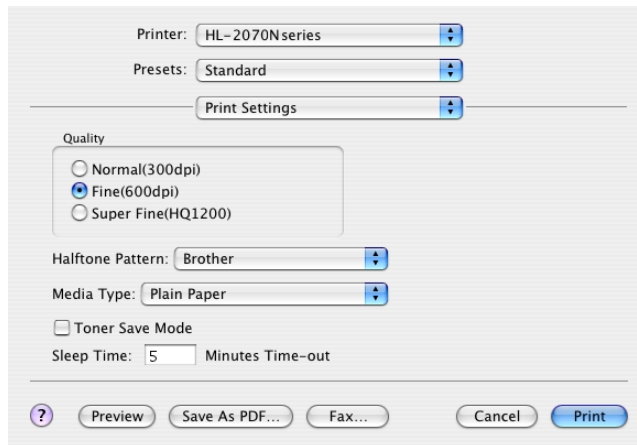 Printer: HL-2070N series
Presets: Standard
Print Settings
Quality
Normal(300dpi)
Fine(600dpi)
Super Fine(HQ1200)
Halftone Pattern: Brother
Media Type: Plain Paper
Toner Save Mode
Sleep Time: 5 Minutes Time-out
? Preview Save As PDF... Fax... Cancel Print